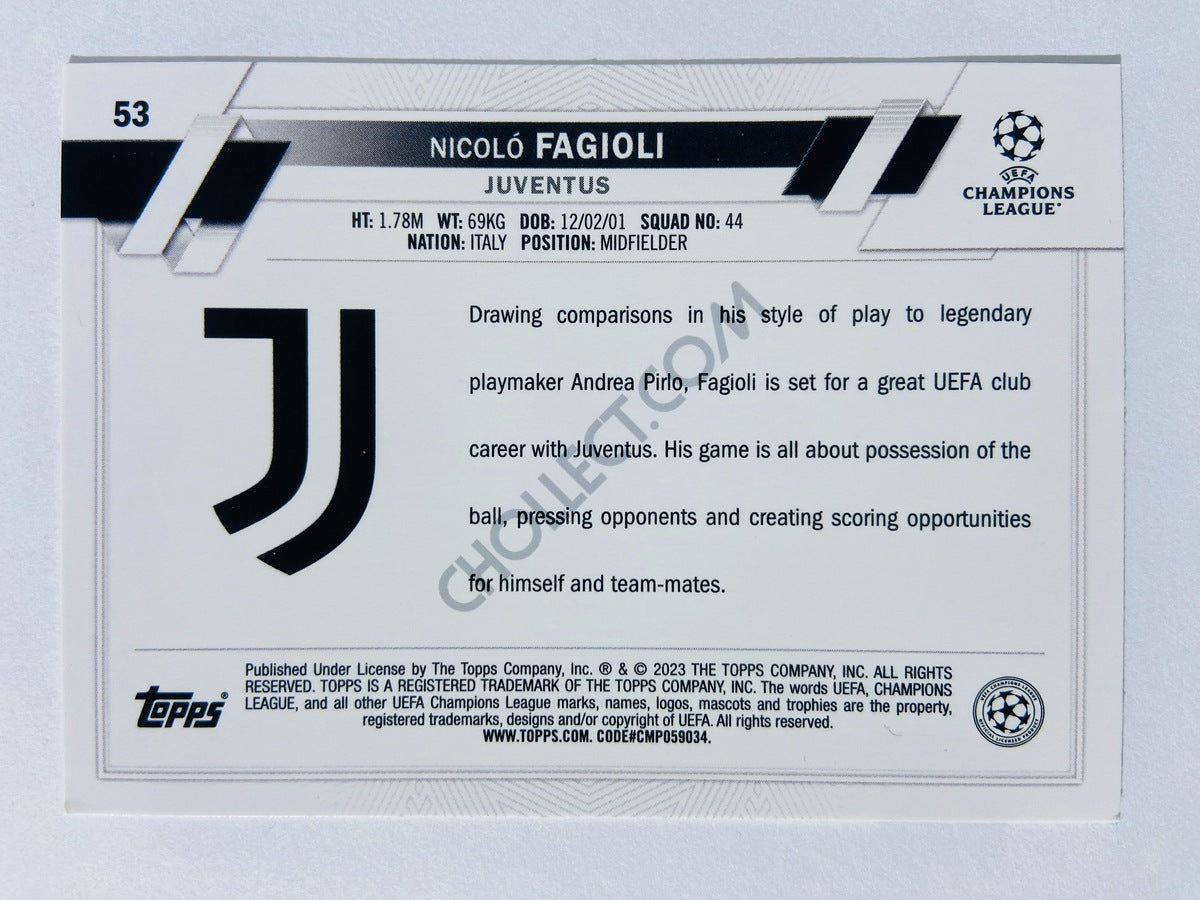 53
NICOLÓ FAGIOLI
JUVENTUS
HT: 1.78M WT: 69KG DOB: 12/02/01 SQUAD NO: 44
NATION: ITALY POSITION: MIDFIELDER
UEFA
CHAMPIONS
LEAGUE
Drawing comparisons in his style of play to legendary
playmaker Andrea Pirlo, Fagioli is set for a great UEFA club
career with Juventus. His game is all about possession of the
ball, pressing opponents and creating scoring opportunities
for himself and team-mates.
CHOLLECT.COM
Topps®
Published Under License by The Topps Company, Inc. ® & © 2023 THE TOPPS COMPANY, INC. ALL RIGHTS
RESERVED. TOPPS IS A REGISTERED TRADEMARK OF THE TOPPS COMPANY, INC. The words UEFA, CHAMPIONS
LEAGUE, and all other UEFA Champions League marks, names, logos, mascots and trophies are the property,
registered trademarks, designs and/or copyright of UEFA. All rights reserved.
WWW.TOPPS.COM. CODE#CMP059034.
UEFA CHAMPIONS LEAGUE
OFFICIAL LICENSED PRODUCT